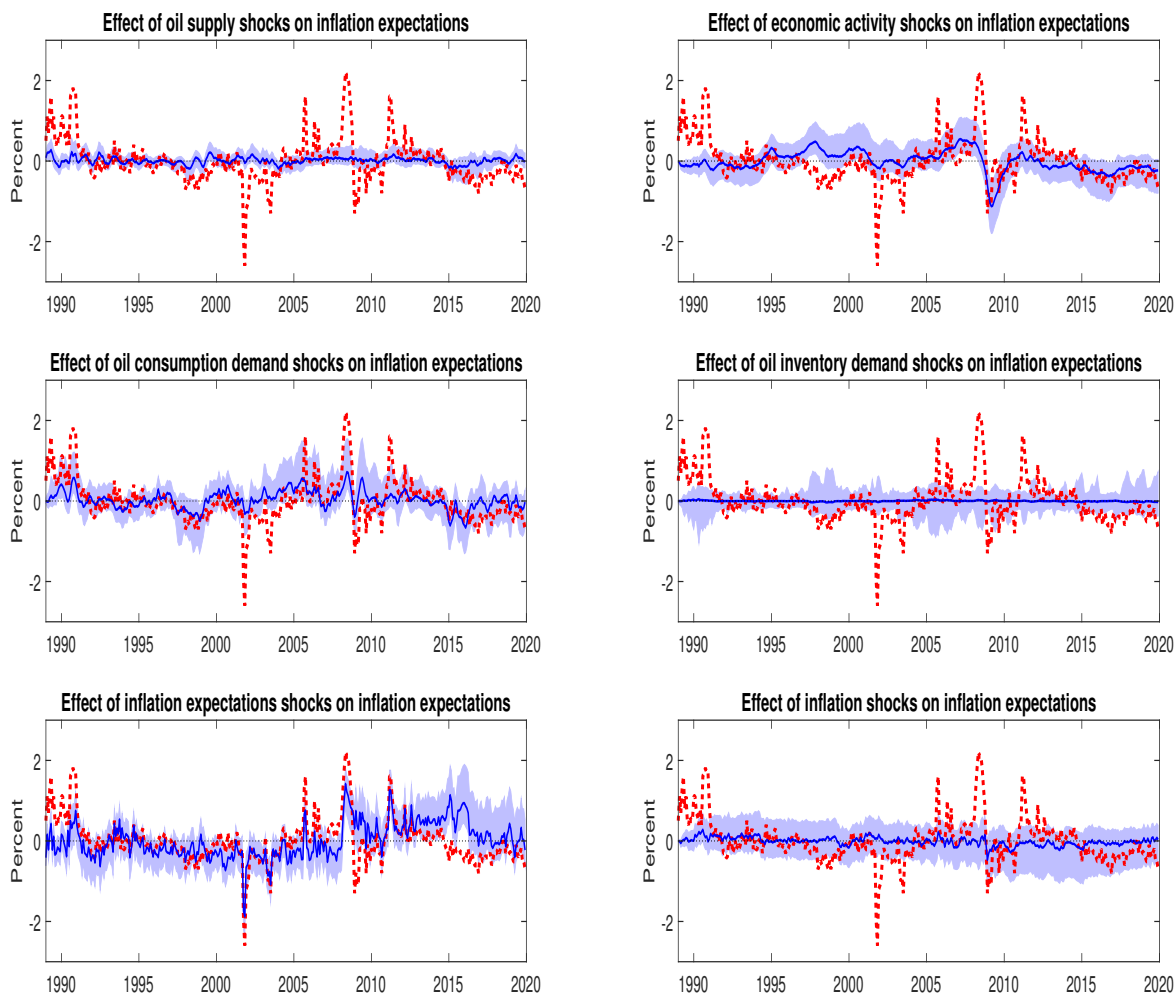 Effect of oil supply shocks on inflation expectations
Percent
2
0
-2
1990 1995 2000 2005 2010 2015 2020
Effect of economic activity shocks on inflation expectations
Percent
2
0
-2
1990 1995 2000 2005 2010 2015 2020
Effect of oil consumption demand shocks on inflation expectations
Percent
2
0
-2
1990 1995 2000 2005 2010 2015 2020
Effect of oil inventory demand shocks on inflation expectations
Percent
2
0
-2
1990 1995 2000 2005 2010 2015 2020
Effect of inflation expectations shocks on inflation expectations
Percent
2
0
-2
1990 1995 2000 2005 2010 2015 2020
Effect of inflation shocks on inflation expectations
Percent
2
0
-2
1990 1995 2000 2005 2010 2015 2020